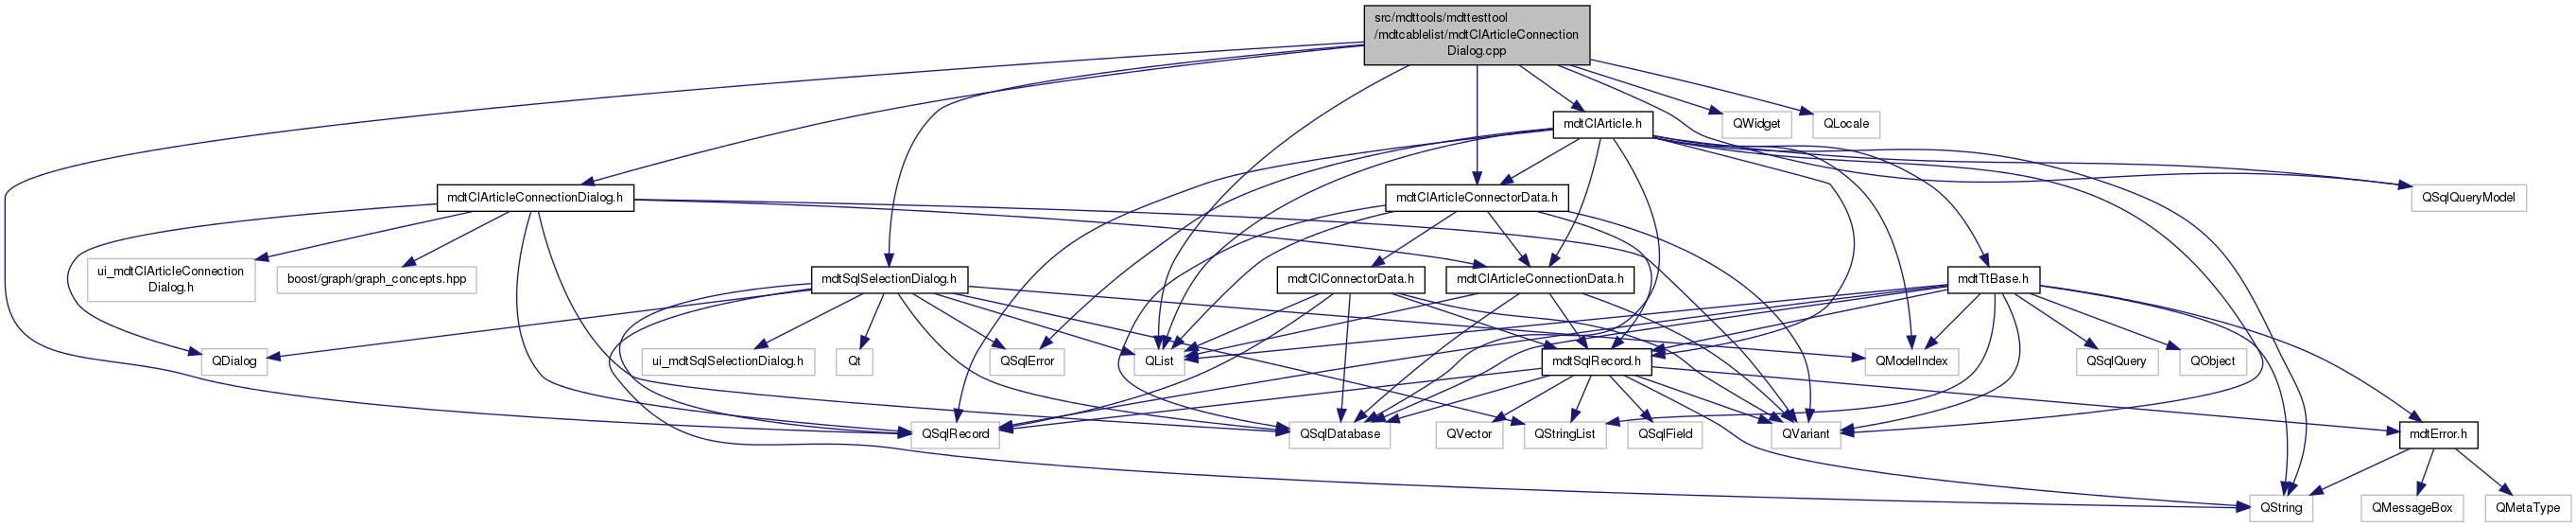 src/mdttools/mdttesttool
/mdtcablelist/mdtClArticleConnection
Dialog.cpp
mdtClArticle.h
QWidget
QLocale
mdtClArticleConnectionDialog.h
mdtClArticleConnectorData.h
QSqlQueryModel
ui_mdtClArticleConnection
Dialog.h
boost/graph/graph_concepts.hpp
mdtSqlSelectionDialog.h
mdtClConnectorData.h
mdtClArticleConnectionData.h
mdtTtBase.h
QDialog
ui_mdtSqlSelectionDialog.h
Qt
QSqlError
QList
mdtSqlRecord.h
QModelIndex
QSqlQuery
QObject
QSqlRecord
QSqlDatabase
QVector
QStringList
QSqlField
QVariant
mdtError.h
QString
QMessageBox
QMetaType